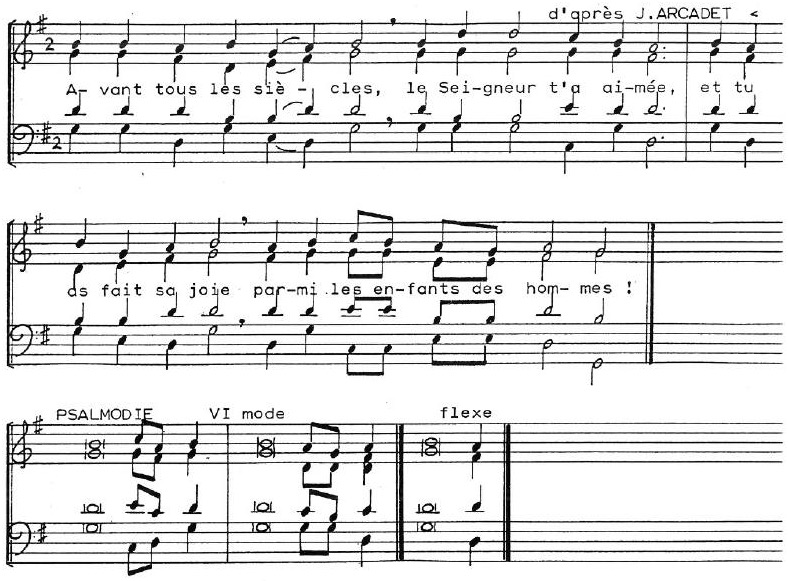 d'après J.ARCADET
A- vant tous les siè - cles, le Sei-gneur t'a ai-mée, et tu
as fait sa joie par-mi les en-fants des hom- mes !
PSALMODIE VI mode flexe